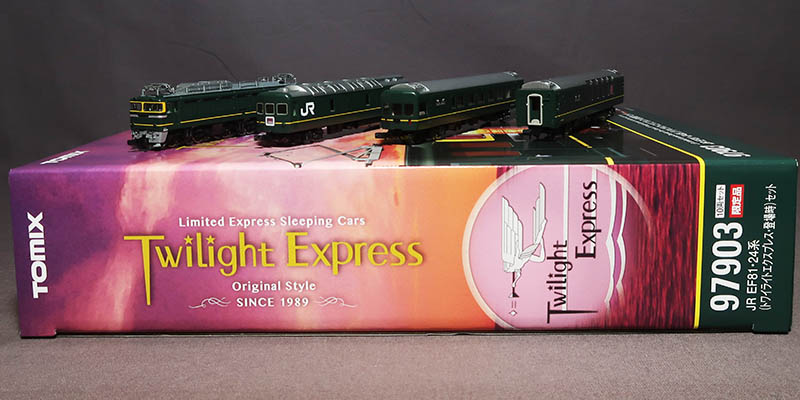 JR
TOMIX
TOMIX
Limited Express Sleeping Cars
Twilight Express
Original Style
SINCE 1989
Twilight
Express
97903
10両セット
限定品
JR EF81・24系
(トワイライトエクスプレス・登場時)セット